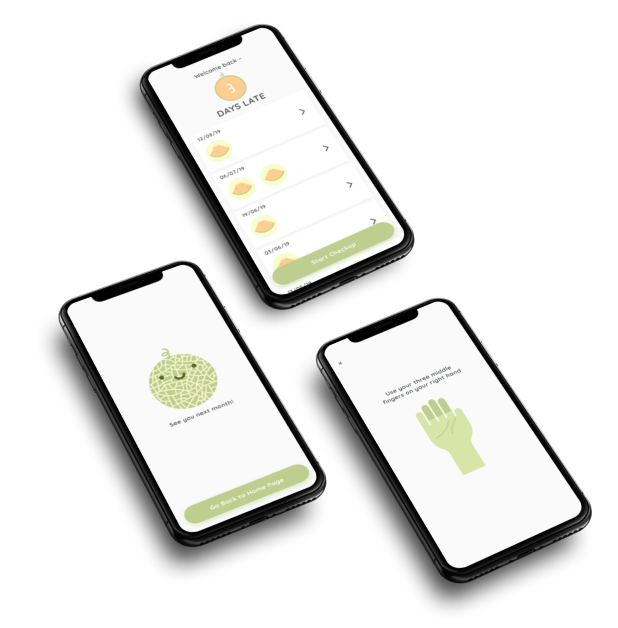 Welcome back ~
3
DAYS LATE
12/08/19
06/07/19
19/06/19
03/06/19
Start Checkup
See you next month!
Go Back to Home Page
×
Use your three middle
fingers on your right hand